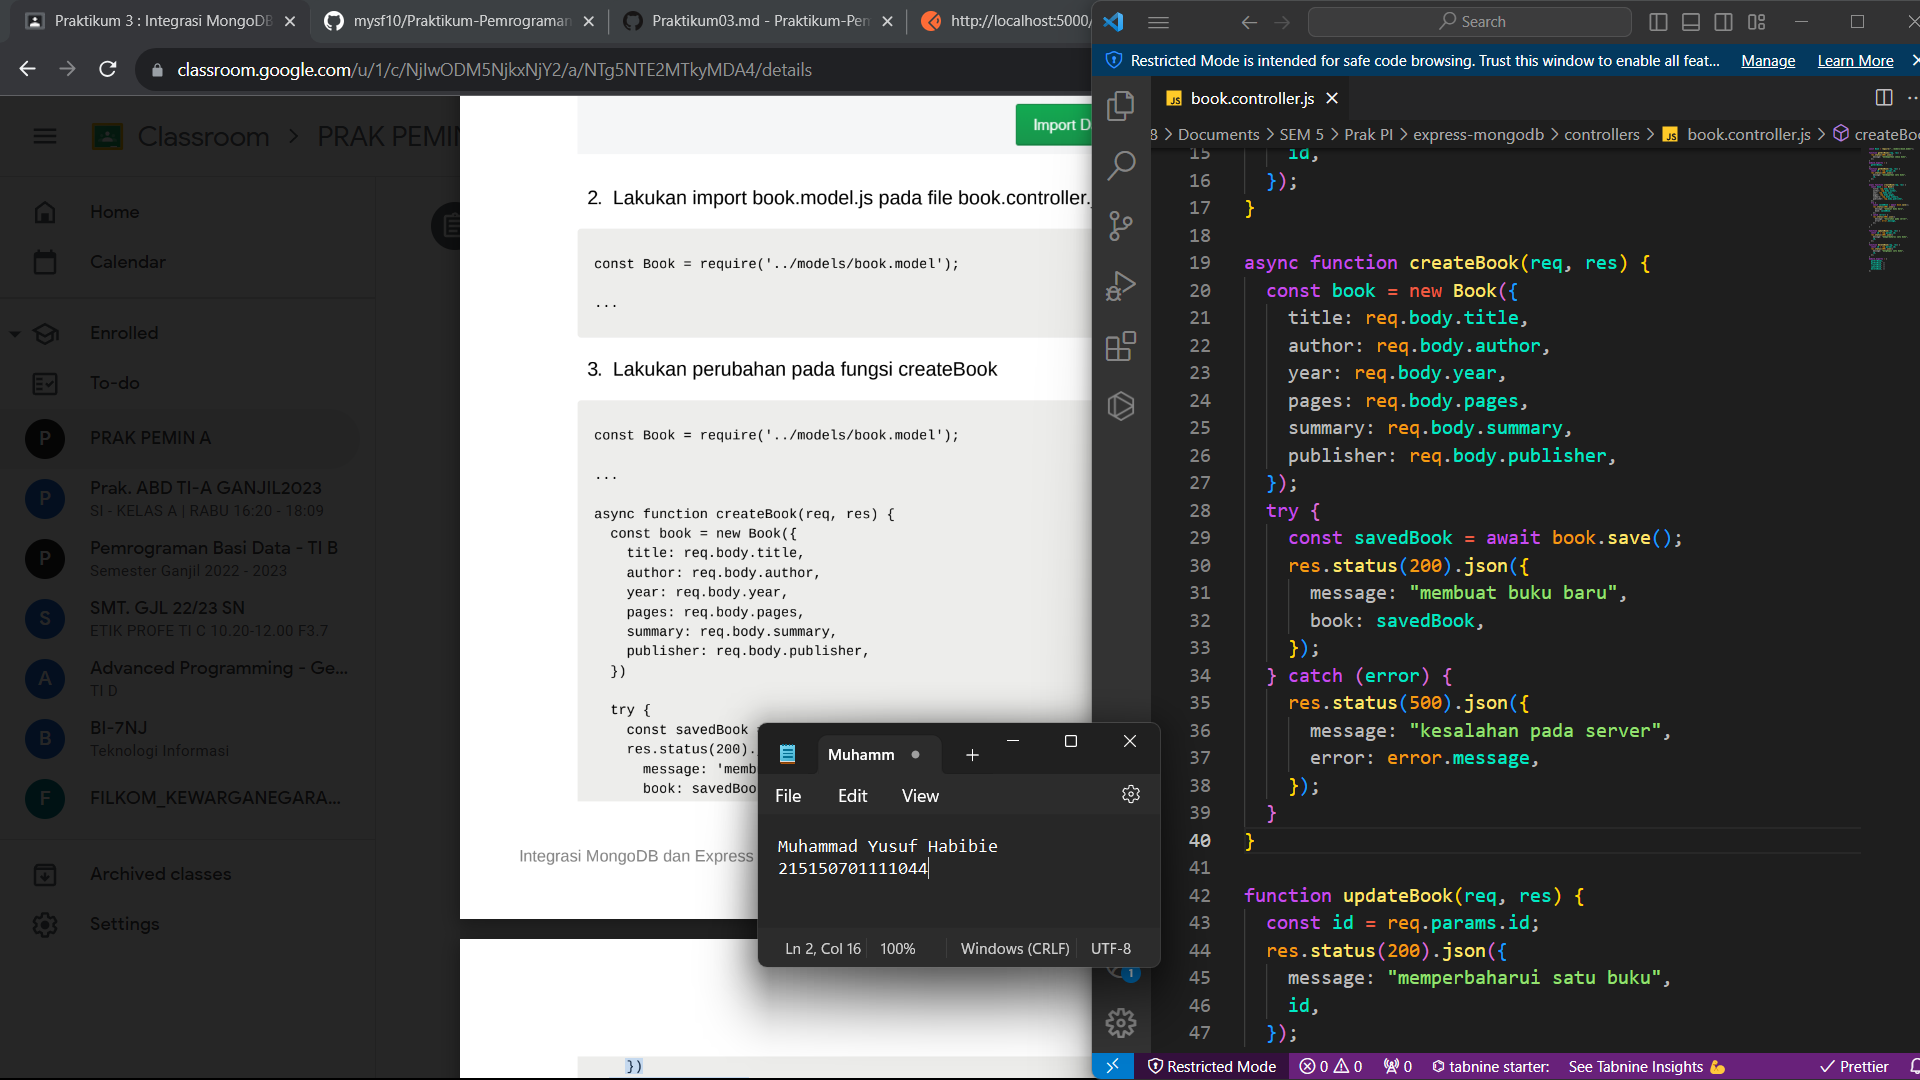 Praktikum 3 : Integrasi MongoDB
mysf10/Praktikum-Pemrograman
Praktikum03.md - Praktikum-Pem
http://localhost:5000/
classroom.google.com/u/1/c/NjIwODM5NjkxNjY2/a/NTg5NTE2MTkyMDA4/details
Classroom > PRAK PEMIN
Home
Calendar
Enrolled
To-do
P
PRAK PEMIN A
P
Prak. ABD TI-A GANJIL2023
SI - KELAS A | RABU 16:20 - 18:09
P
Pemrograman Basi Data - TI B
Semester Ganjil 2022 - 2023
S
SMT. GJL 22/23 SN
ETIK PROFE TI C 10.20-12.00 F3.7
A
Advanced Programming - Ge...
TI D
B
BI-7NJ
Teknologi Informasi
F
FILKOM_KEWARGANEGARA...
Archived classes
Settings
Import D
2. Lakukan import book.model.js pada file book.controller.
const Book = require('../models/book.model');
...
3. Lakukan perubahan pada fungsi createBook
const Book = require('../models/book.model');
...
async function createBook(req, res) {
const book = new Book({
title: req.body.title,
author: req.body.author,
year: req.body.year,
pages: req.body.pages,
summary: req.body.summary,
publisher: req.body.publisher,
})
try {
const savedBook
res.status(200).
message: 'memb
book: savedBoo
Integrasi MongoDB dan Express
})
Muhamm
File Edit View
Muhammad Yusuf Habibie
215150701111044
Ln 2, Col 16 100% Windows (CRLF) UTF-8
Search
Restricted Mode is intended for safe code browsing. Trust this window to enable all feat... Manage Learn More
JS book.controller.js
8 > Documents > SEM 5 > Prak PI > express-mongodb > controllers > JS book.controller.js > createBoo
15 id,
16 });
17 }
18
19 async function createBook(req, res) {
20 const book = new Book({
21 title: req.body.title,
22 author: req.body.author,
23 year: req.body.year,
24 pages: req.body.pages,
25 summary: req.body.summary,
26 publisher: req.body.publisher,
27 });
28 try {
29 const savedBook = await book.save();
30 res.status(200).json({
31 message: "membuat buku baru",
32 book: savedBook,
33 });
34 } catch (error) {
35 res.status(500).json({
36 message: "kesalahan pada server",
37 error: error.message,
38 });
39 }
40 }
41
42 function updateBook(req, res) {
43 const id = req.params.id;
44 res.status(200).json({
45 message: "memperbaharui satu buku",
46 id,
47 });
1
Restricted Mode 0 0 0 tabnine starter: See Tabnine Insights 💪 Prettier